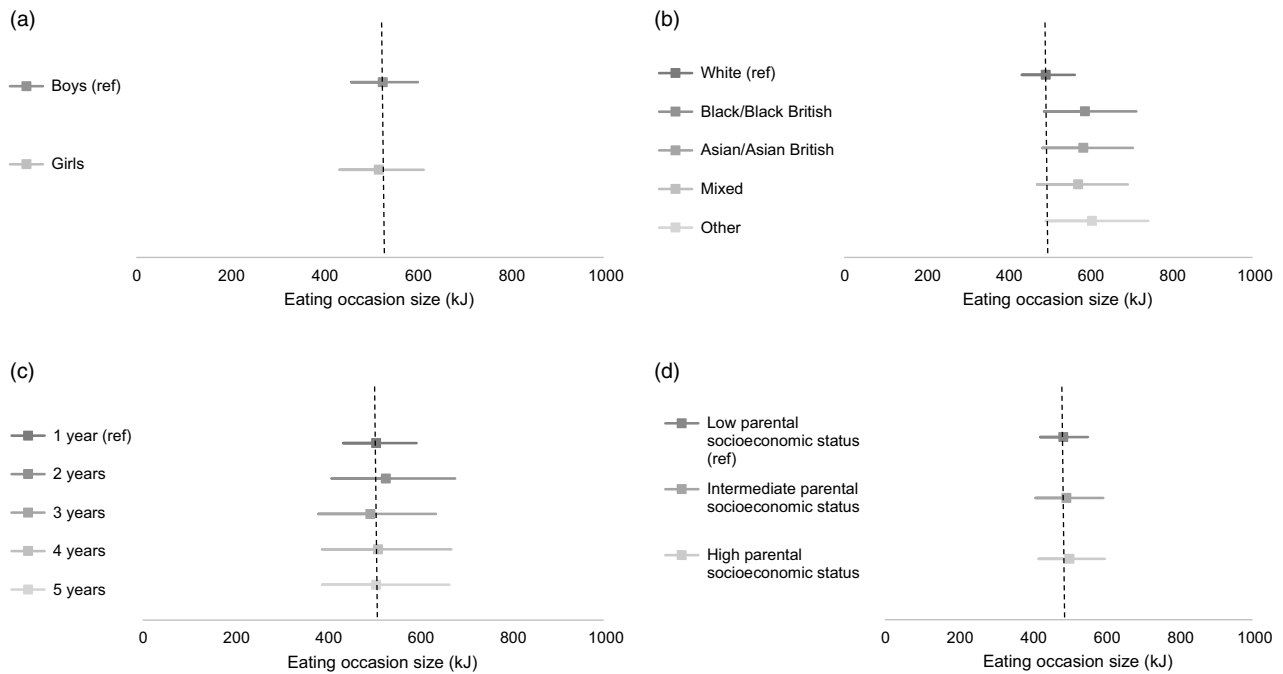 (a)
Boys (ref)
Girls
0 200 400 600 800 1000
Eating occasion size (kJ)
(b)
White (ref)
Black/Black British
Asian/Asian British
Mixed
Other
0 200 400 600 800 1000
Eating occasion size (kJ)
(c)
1 year (ref)
2 years
3 years
4 years
5 years
0 200 400 600 800 1000
Eating occasion size (kJ)
(d)
Low parental
socioeconomic status
(ref)
Intermediate parental
socioeconomic status
High parental
socioeconomic status
0 200 400 600 800 1000
Eating occasion size (kJ)